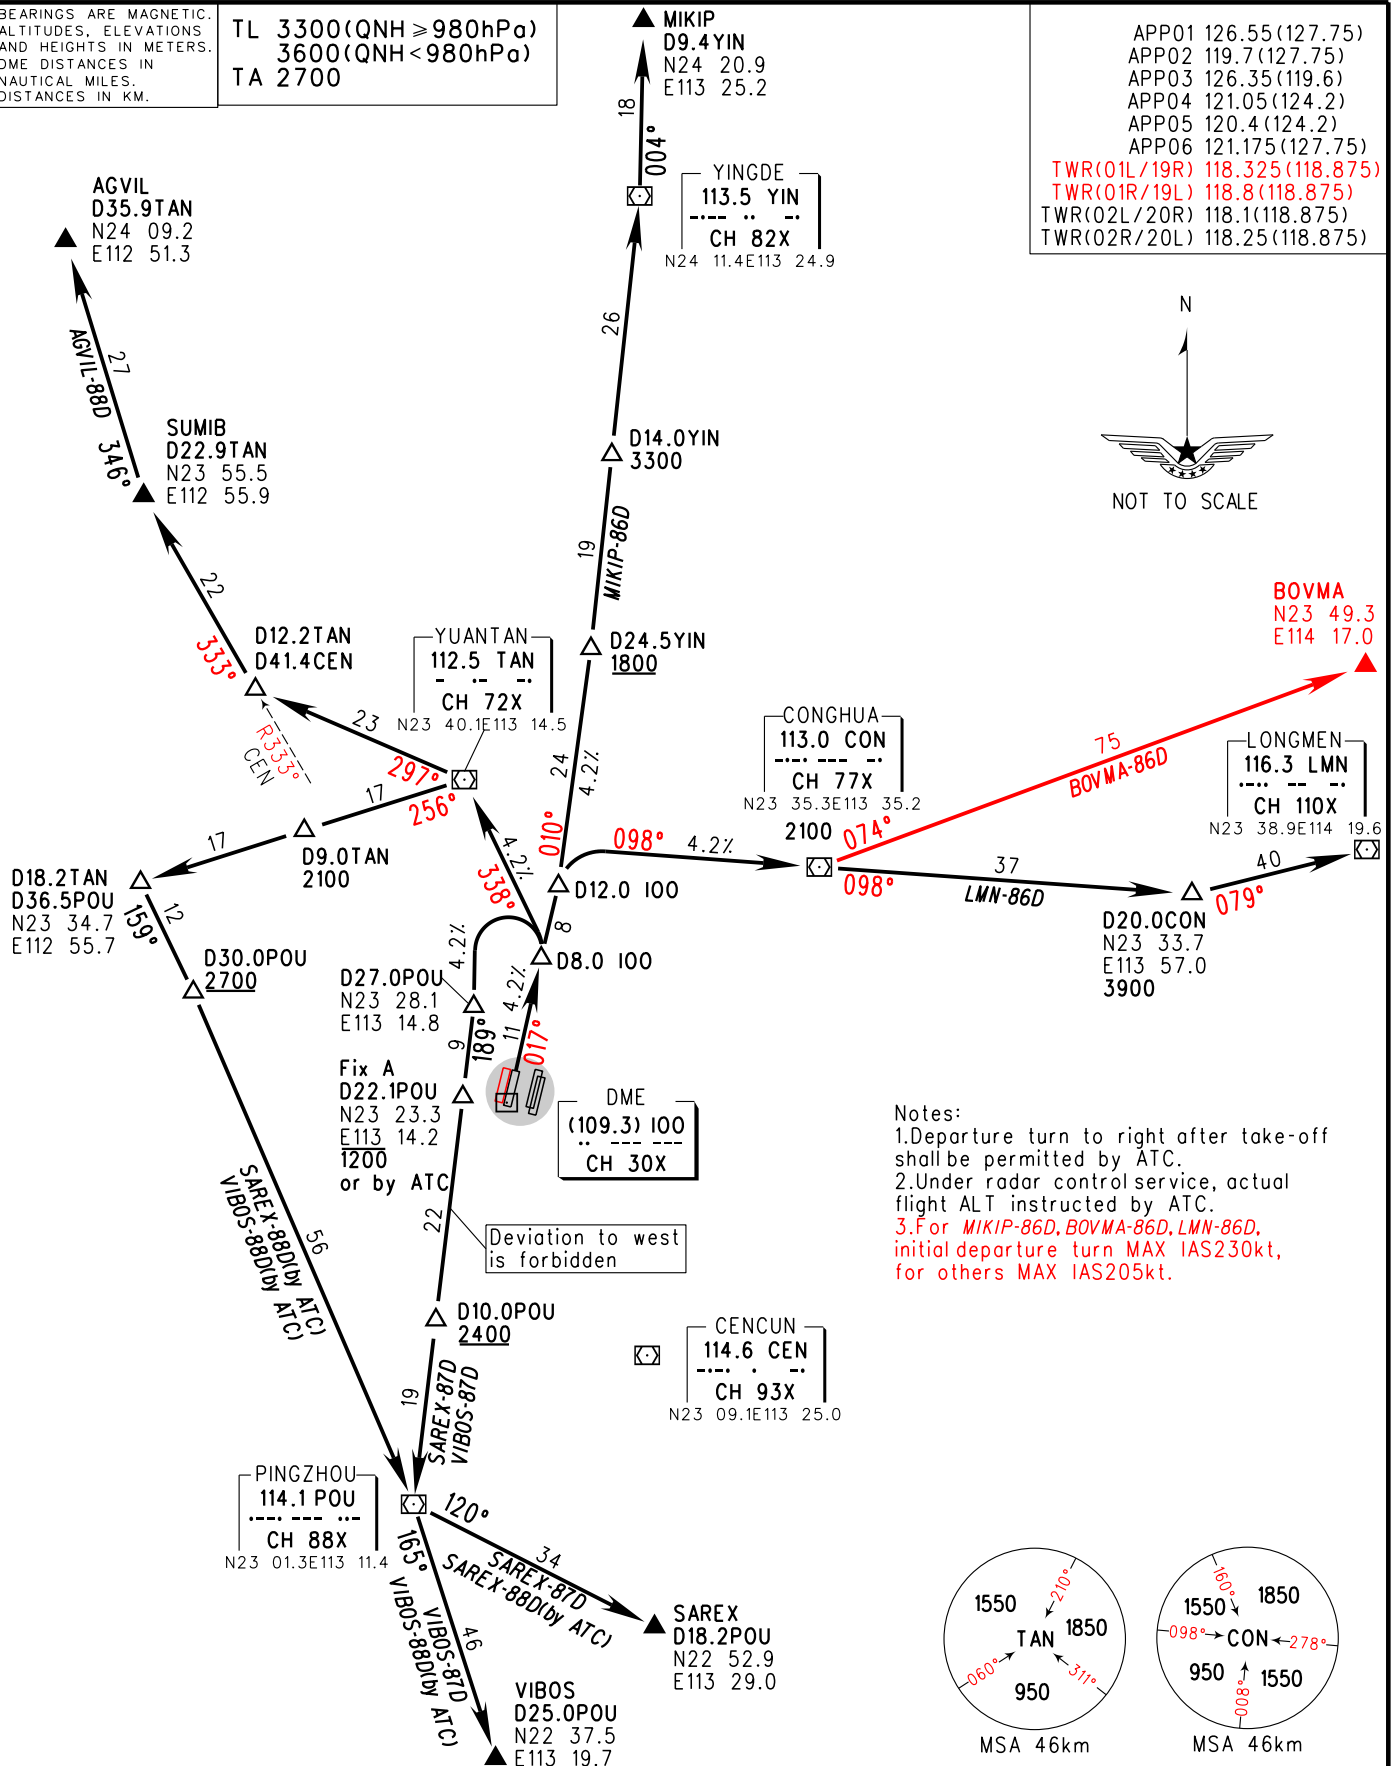 BEARINGS ARE MAGNETIC.
ALTITUDES, ELEVATIONS
AND HEIGHTS IN METERS.
DME DISTANCES IN
NAUTICAL MILES.
DISTANCES IN KM.
TL 3300(QNH≥980hPa)
3600(QNH<980hPa)
TA 2700
MIKIP
D9.4YIN
N24 20.9
E113 25.2
APP01 126.55(127.75)
APP02 119.7(127.75)
APP03 126.35(119.6)
APP04 121.05(124.2)
APP05 120.4(124.2)
APP06 121.175(127.75)
TWR(01L/19R) 118.325(118.875)
TWR(01R/19L) 118.8(118.875)
TWR(02L/20R) 118.1(118.875)
TWR(02R/20L) 118.25(118.875)
18
004°
YINGDE
113.5 YIN
-·-- ·· -·
CH 82X
N24 11.4E113 24.9
AGVIL
D35.9TAN
N24 09.2
E112 51.3
27
AGVIL-88D
346°
26
N
NOT TO SCALE
SUMIB
D22.9TAN
N23 55.5
E112 55.9
D14.0YIN
3300
19
MIKIP-86D
22
333°
D12.2TAN
D41.4CEN
R333°
CEN
YUANTAN
112.5 TAN
- ·- -·
CH 72X
N23 40.1E113 14.5
D24.5YIN
1800
BOVMA
N23 49.3
E114 17.0
23
297°
256°
17
17
24
4.2%
010°
CONGHUA
113.0 CON
-·-· --- -·
CH 77X
N23 35.3E113 35.2
2100
75
BOVMA-86D
074°
LONGMEN
116.3 LMN
·-·· -- -·
CH 110X
N23 38.9E114 19.6
D9.0TAN
2100
4.2%
338°
098°
4.2%
098°
37
LMN-86D
40
079°
D18.2TAN
D36.5POU
N23 34.7
E112 55.7
12
159°
D12.0 IOO
8
D20.0CON
N23 33.7
E113 57.0
3900
D30.0POU
2700
4.2%
D8.0 IOO
D27.0POU
N23 28.1
E113 14.8
4.2%
11
017°
9
189°
Fix A
D22.1POU
N23 23.3
E113 14.2
1200
or by ATC
DME
(109.3) IOO
·· --- ---
CH 30X
Notes:
1.Departure turn to right after take-off
shall be permitted by ATC.
2.Under radar control service, actual
flight ALT instructed by ATC.
3.For MIKIP-86D, BOVMA-86D, LMN-86D,
initial departure turn MAX IAS230kt,
for others MAX IAS205kt.
56
SAREX-88D(by ATC)
VIBOS-88D(by ATC)
22
Deviation to west
is forbidden
D10.0POU
2400
19
SAREX-87D
VIBOS-87D
CENCUN
114.6 CEN
-·-· · -·
CH 93X
N23 09.1E113 25.0
PINGZHOU
114.1 POU
·--· --- ··-
CH 88X
N23 01.3E113 11.4
120°
34
SAREX-87D
SAREX-88D(by ATC)
165°
46
VIBOS-87D
VIBOS-88D(by ATC)
SAREX
D18.2POU
N22 52.9
E113 29.0
VIBOS
D25.0POU
N22 37.5
E113 19.7
1550
210°
TAN
1850
060°
311°
950
MSA 46km
160°
1850
1550
098°
CON
278°
950
1550
008°
MSA 46km